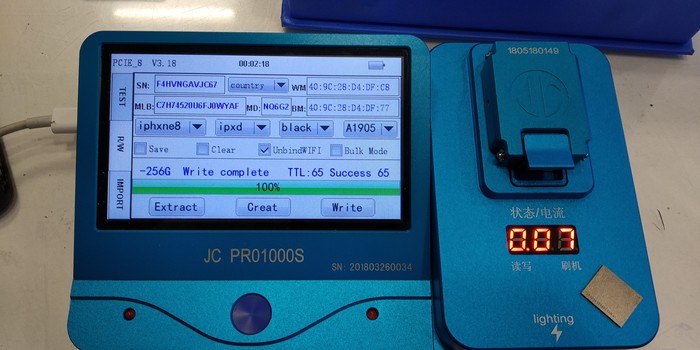 PCIE_8 V3.18 00:02:18
SN: F4HVNGAVJC67 country WM 40:9C:28:D4:DF:C8
MLB: C7H74520U6FJ0WYAF MD: NQ6G2 BM: 40:9C:28:D4:DF:77
iphxne8 ipxd black A1905
Save Clear UnbindWIFI Bulk Mode
-256G Write complete TTL:65 Success 65
100%
Extract Creat Write
TEST
R/W
IMPORT
JC PRO1000S
SN: 201803260034
1805180149
状态/电流
0.07
读写 刷机
lighting